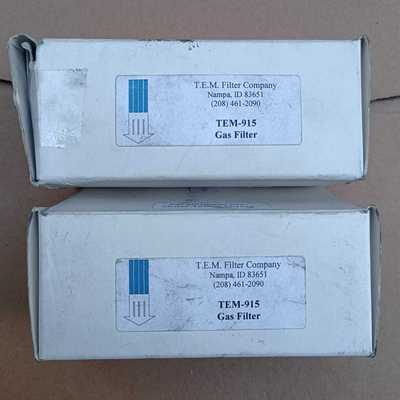 T.E.M. Filter Company
Nampa, ID 83651
(208) 461-2090
TEM-915
Gas Filter
T.E.M. Filter Company
Nampa, ID 83651
(208) 461-2090
TEM-915
Gas Filter